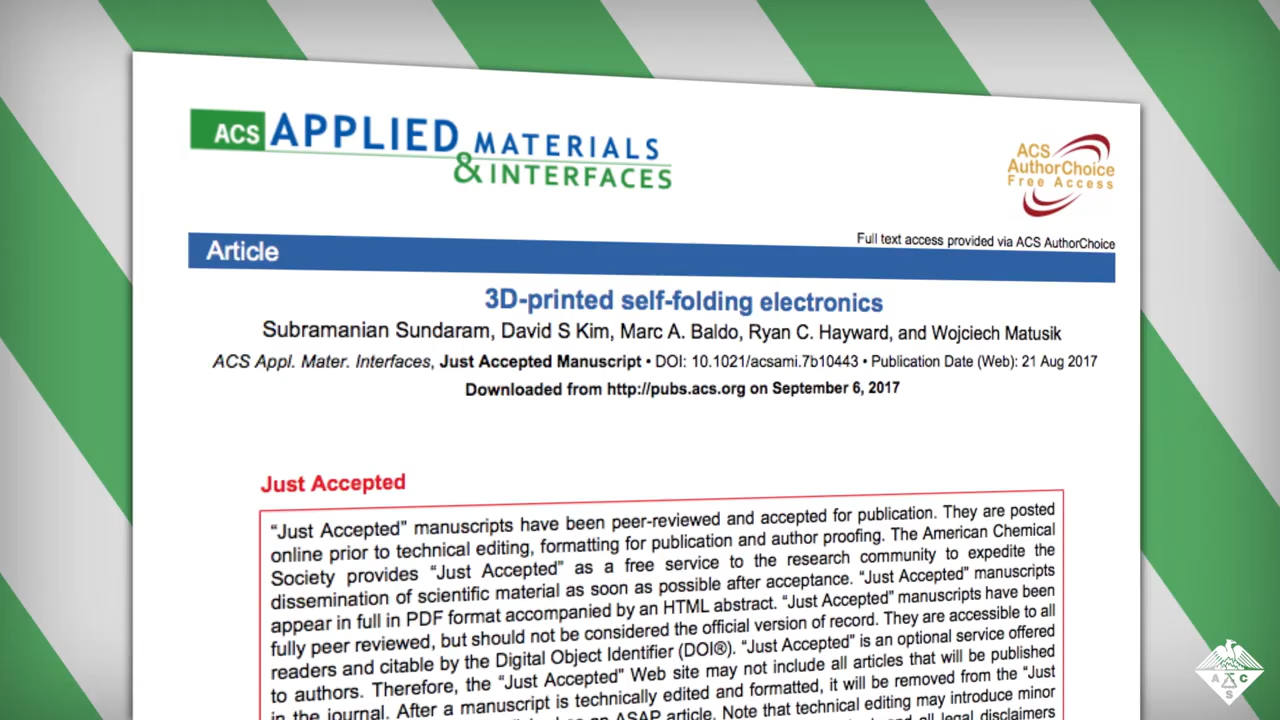 ACS APPLIED MATERIALS
& INTERFACES
ACS
AuthorChoice
Free Access
Full text access provided via ACS AuthorChoice
Article
3D-printed self-folding electronics
Subramanian Sundaram, David S Kim, Marc A. Baldo, Ryan C. Hayward, and Wojciech Matusik
ACS Appl. Mater. Interfaces, Just Accepted Manuscript • DOI: 10.1021/acsami.7b10443 • Publication Date (Web): 21 Aug 2017
Downloaded from http://pubs.acs.org on September 6, 2017
Just Accepted
“Just Accepted” manuscripts have been peer-reviewed and accepted for publication. They are posted
online prior to technical editing, formatting for publication and author proofing. The American Chemical
Society provides “Just Accepted” as a free service to the research community to expedite the
dissemination of scientific material as soon as possible after acceptance. “Just Accepted” manuscripts
appear in full in PDF format accompanied by an HTML abstract. “Just Accepted” manuscripts have been
fully peer reviewed, but should not be considered the official version of record. They are accessible to all
readers and citable by the Digital Object Identifier (DOI®). “Just Accepted” is an optional service offered
to authors. Therefore, the “Just Accepted” Web site may not include all articles that will be published
in the journal. After a manuscript is technically edited and formatted, it will be removed from the “Just
an ASAP article. Note that technical editing may introduce minor
all legal disclaimers
ACS